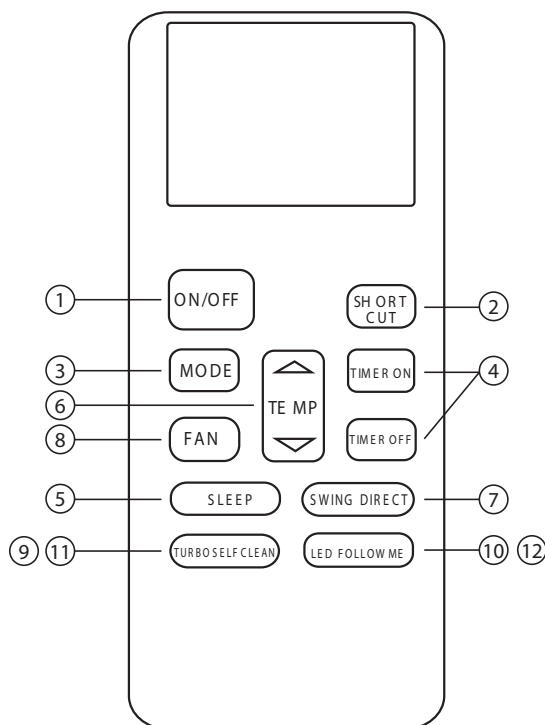 1
ON/OFF
SHORT
CUT
2
3
MODE
TEMP
TIMER ON
4
6
8
FAN
TIMER OFF
5
SLEEP
SWING DIRECT
7
9 11
TURBO SELF CLEAN
LED FOLLOW ME
10 12